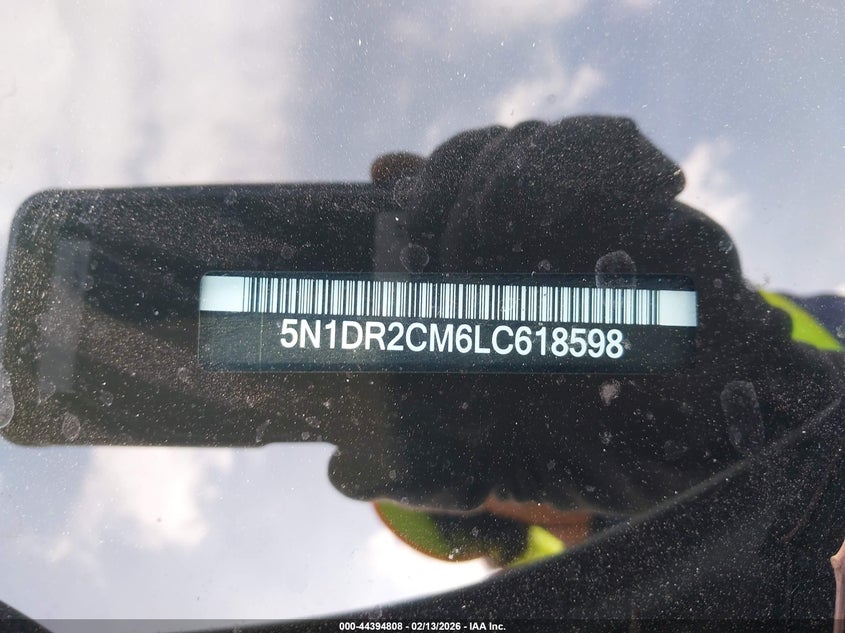 5N1DR2CM6LC618598
000-44394808 - 02/13/2026 - IAA Inc.